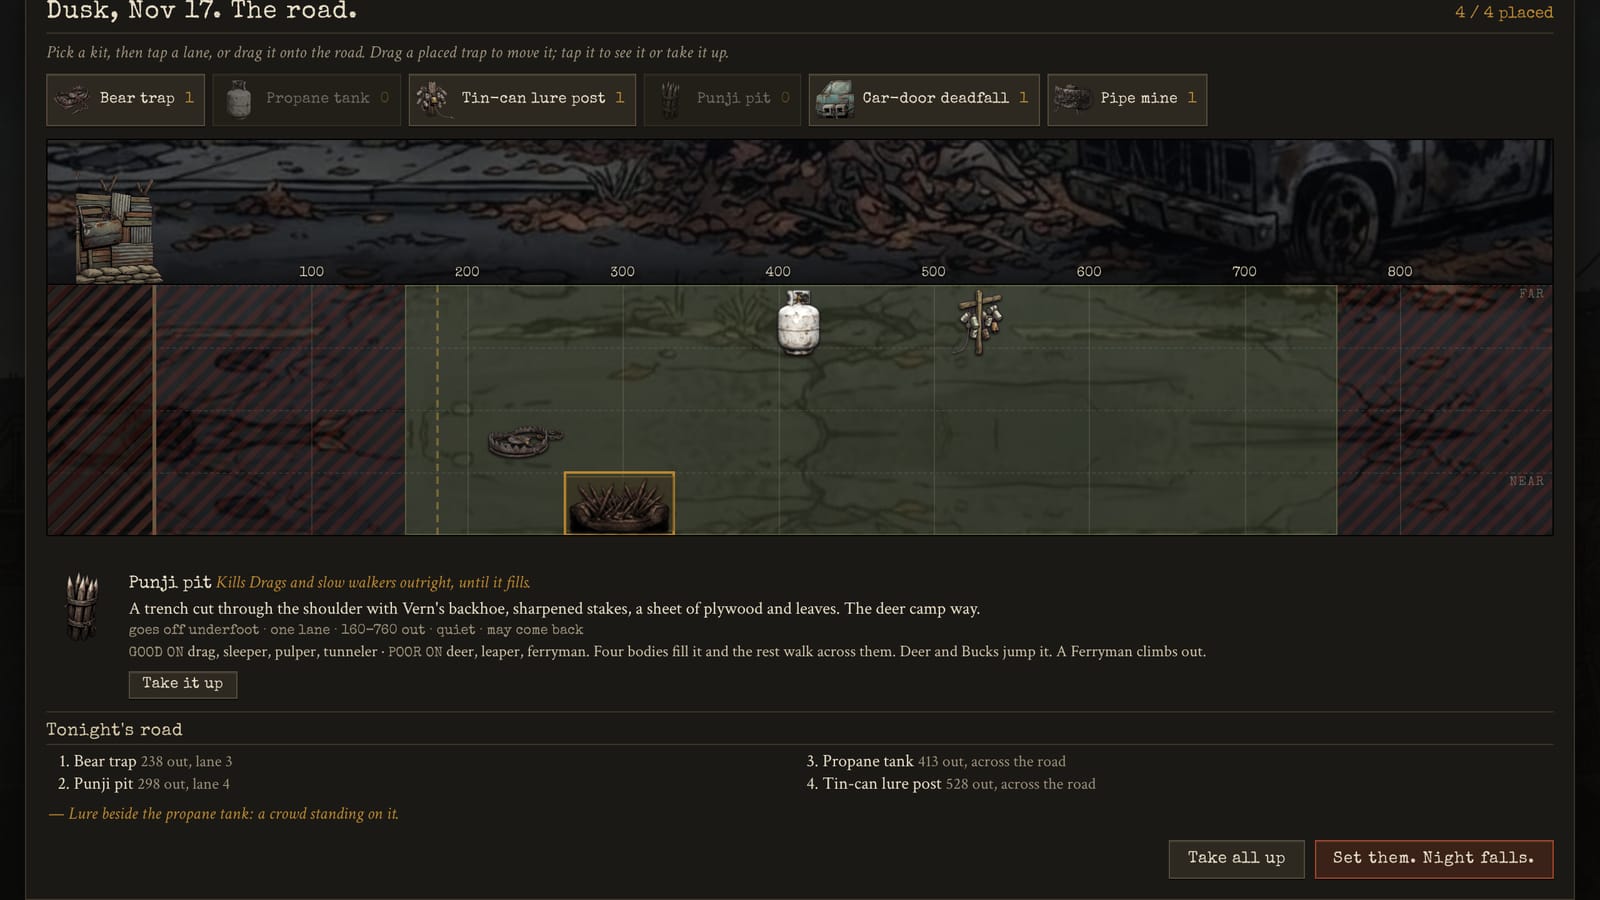 Dusk, Nov 17. The road.
4 / 4 placed
Pick a kit, then tap a lane, or drag it onto the road. Drag a placed trap to move it; tap it to see it or take it up.
Bear trap 1
Propane tank 0
Tin-can lure post 1
Punji pit 0
Car-door deadfall 1
Pipe mine 1
100 200 300 400 500 600 700 800
FAR
NEAR
Punji pit Kills Drags and slow walkers outright, until it fills.
A trench cut through the shoulder with Vern's backhoe, sharpened stakes, a sheet of plywood and leaves. The deer camp way.
goes off underfoot · one lane · 160–760 out · quiet · may come back
GOOD ON drag, sleeper, pulper, tunneler · POOR ON deer, leaper, ferryman. Four bodies fill it and the rest walk across them. Deer and Bucks jump it. A Ferryman climbs out.
Take it up
Tonight's road
1. Bear trap 238 out, lane 3
2. Punji pit 298 out, lane 4
3. Propane tank 413 out, across the road
4. Tin-can lure post 528 out, across the road
— Lure beside the propane tank: a crowd standing on it.
Take all up
Set them. Night falls.